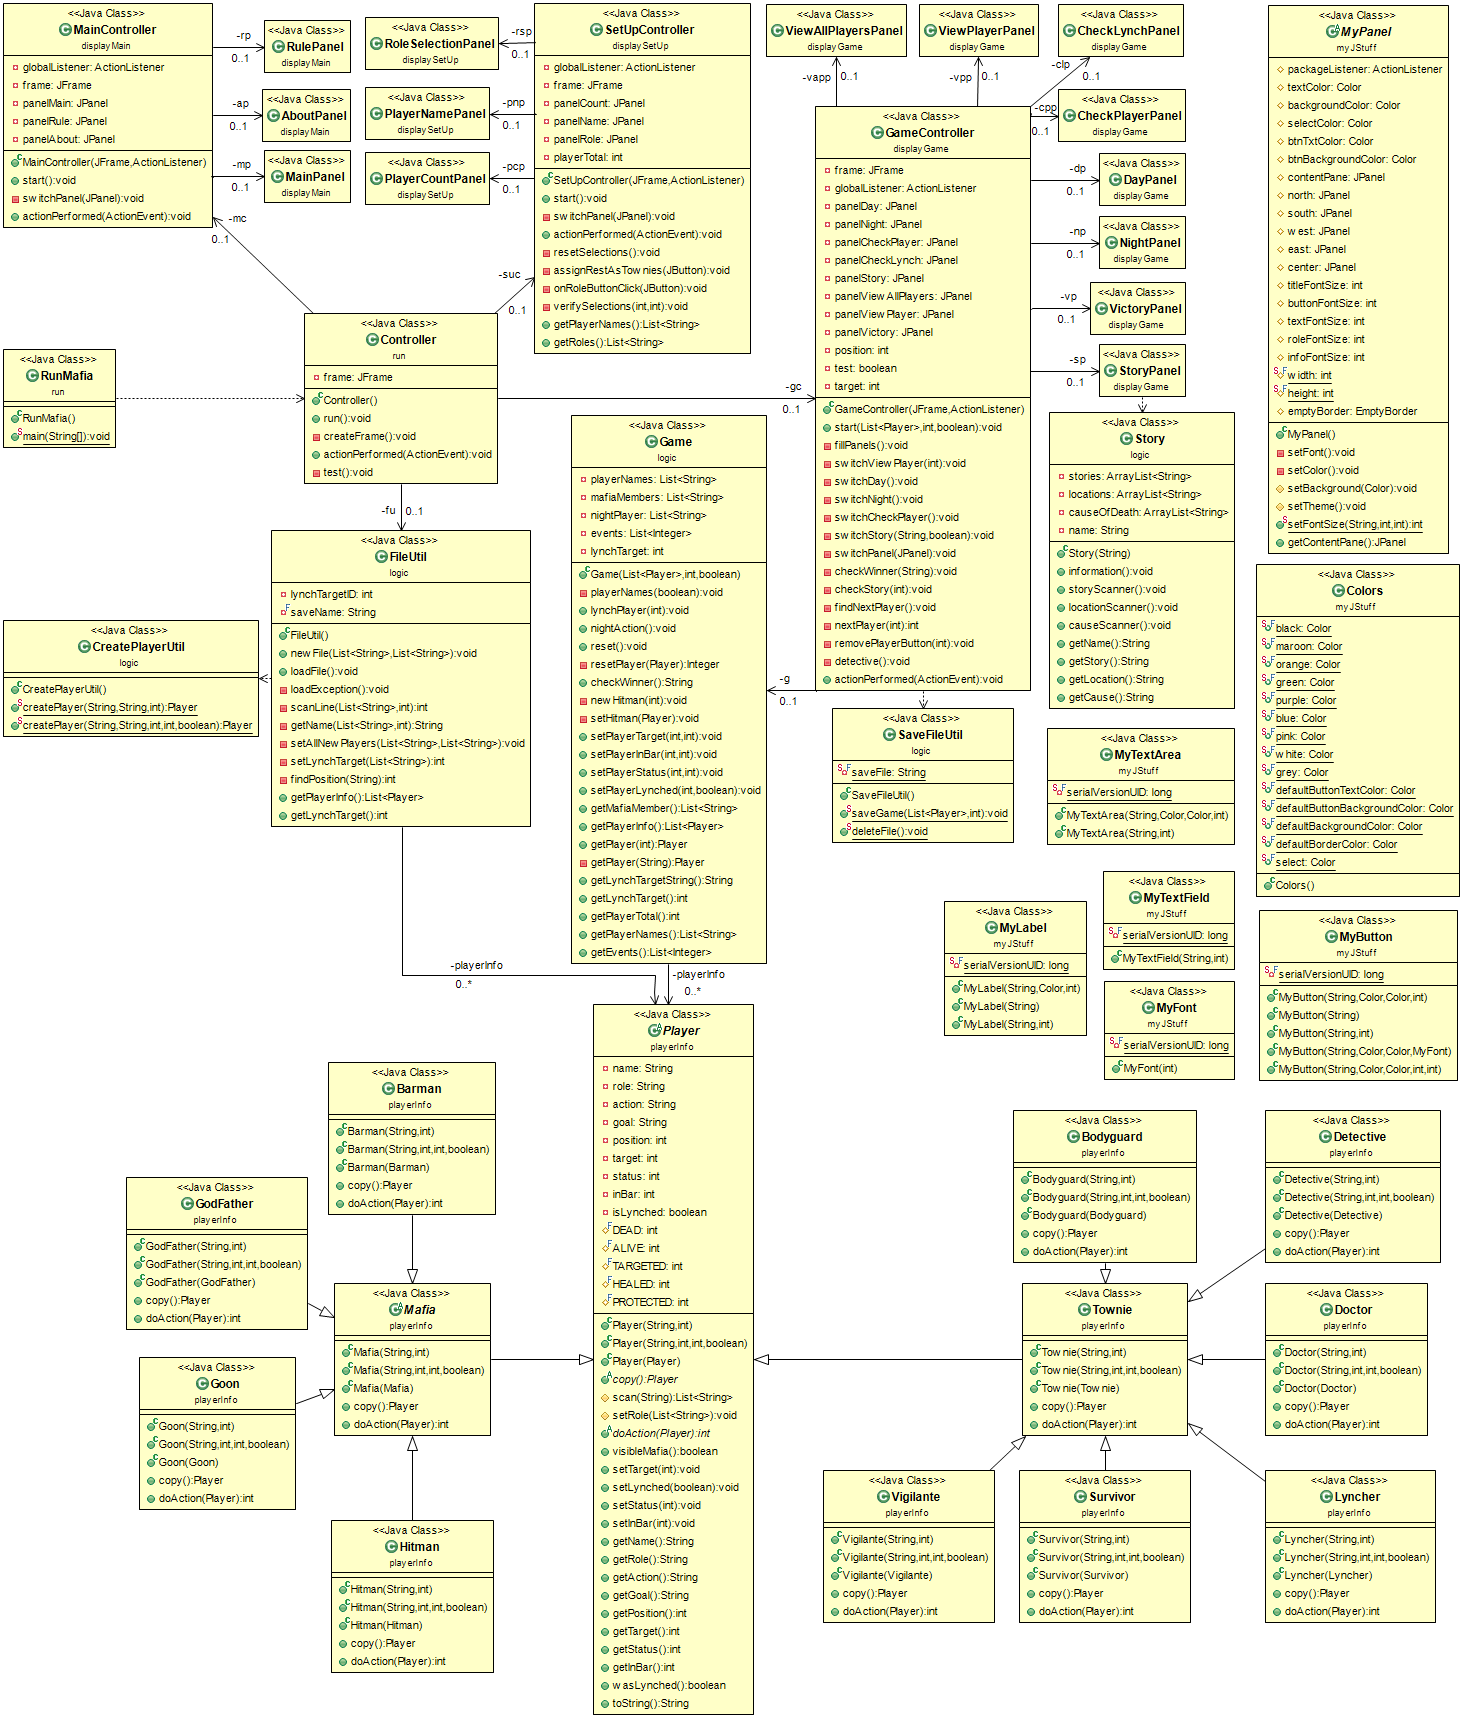 <<Java Class>>
MainController
displayMain
globalListener: ActionListener
frame: JFrame
panelMain: JPanel
panelRule: JPanel
panelAbout: JPanel
MainController(JFrame,ActionListener)
start():void
switchPanel(JPanel):void
actionPerformed(ActionEvent):void
-rp
0..1
<<Java Class>>
RulePanel
displayMain
-ap
0..1
<<Java Class>>
AboutPanel
displayMain
-mp
0..1
<<Java Class>>
MainPanel
displayMain
-mc
0..1
<<Java Class>>
RoleSelectionPanel
displaySetUp
-rsp
0..1
<<Java Class>>
PlayerNamePanel
displaySetUp
-pnp
0..1
<<Java Class>>
PlayerCountPanel
displaySetUp
-pcp
0..1
<<Java Class>>
SetUpController
displaySetUp
globalListener: ActionListener
frame: JFrame
panelCount: JPanel
panelName: JPanel
panelRole: JPanel
playerTotal: int
SetUpController(JFrame,ActionListener)
start():void
switchPanel(JPanel):void
actionPerformed(ActionEvent):void
resetSelections():void
assignRestAsTownies(JButton):void
onRoleButtonClick(JButton):void
verifySelections(int,int):void
getPlayerNames():List<String>
getRoles():List<String>
-suc
0..1
<<Java Class>>
ViewAllPlayersPanel
displayGame
-vapp
0..1
<<Java Class>>
ViewPlayerPanel
displayGame
-vpp
0..1
<<Java Class>>
CheckLynchPanel
displayGame
-clp
0..1
<<Java Class>>
CheckPlayerPanel
displayGame
-cpp
0..1
<<Java Class>>
DayPanel
displayGame
-dp
0..1
<<Java Class>>
NightPanel
displayGame
-np
0..1
<<Java Class>>
VictoryPanel
displayGame
-vp
0..1
<<Java Class>>
StoryPanel
displayGame
-sp
0..1
<<Java Class>>
GameController
displayGame
frame: JFrame
globalListener: ActionListener
panelDay: JPanel
panelNight: JPanel
panelCheckPlayer: JPanel
panelCheckLynch: JPanel
panelStory: JPanel
panelViewAllPlayers: JPanel
panelViewPlayer: JPanel
panelVictory: JPanel
position: int
test: boolean
target: int
GameController(JFrame,ActionListener)
start(List<Player>,int,boolean):void
fillPanels():void
switchViewPlayer(int):void
switchDay():void
switchNight():void
switchCheckPlayer():void
switchStory(String,boolean):void
switchPanel(JPanel):void
checkWinner(String):void
checkStory(int):void
findNextPlayer():void
nextPlayer(int):int
removePlayerButton(int):void
detective():void
actionPerformed(ActionEvent):void
<<Java Class>>
MyPanel
myJStuff
packageListener: ActionListener
textColor: Color
backgroundColor: Color
selectColor: Color
btnTxtColor: Color
btnBackgroundColor: Color
contentPane: JPanel
north: JPanel
south: JPanel
west: JPanel
east: JPanel
center: JPanel
titleFontSize: int
buttonFontSize: int
textFontSize: int
roleFontSize: int
infoFontSize: int
width: int
height: int
emptyBorder: EmptyBorder
MyPanel()
setFont():void
setColor():void
setBackground(Color):void
setTheme():void
setFontSize(String,int,int):int
getContentPane():JPanel
<<Java Class>>
RunMafia
run
RunMafia()
main(String[]):void
<<Java Class>>
Controller
run
frame: JFrame
Controller()
run():void
createFrame():void
actionPerformed(ActionEvent):void
test():void
-gc
0..1
-fu
0..1
<<Java Class>>
Game
logic
playerNames: List<String>
mafiaMembers: List<String>
nightPlayer: List<String>
events: List<Integer>
lynchTarget: int
Game(List<Player>,int,boolean)
playerNames(boolean):void
lynchPlayer(int):void
nightAction():void
reset():void
resetPlayer(Player):Integer
checkWinner():String
newHitman(int):void
setHitman(Player):void
setPlayerTarget(int,int):void
setPlayerInBar(int,int):void
setPlayerStatus(int,int):void
setPlayerLynched(int,boolean):void
getMafiaMember():List<String>
getPlayerInfo():List<Player>
getPlayer(int):Player
getPlayer(String):Player
getLynchTargetString():String
getLynchTarget():int
getPlayerTotal():int
getPlayerNames():List<String>
getEvents():List<Integer>
-g
0..1
<<Java Class>>
Story
logic
stories: ArrayList<String>
locations: ArrayList<String>
causeOfDeath: ArrayList<String>
name: String
Story(String)
information():void
storyScanner():void
locationScanner():void
causeScanner():void
getName():String
getStory():String
getLocation():String
getCause():String
<<Java Class>>
FileUtil
logic
lynchTargetID: int
saveName: String
FileUtil()
newFile(List<String>,List<String>):void
loadFile():void
loadException():void
scanLine(List<String>,int):int
getName(List<String>,int):String
setAllNewPlayers(List<String>,List<String>):void
setLynchTarget(List<String>):int
findPosition(String):int
getPlayerInfo():List<Player>
getLynchTarget():int
<<Java Class>>
CreatePlayerUtil
logic
CreatePlayerUtil()
createPlayer(String,String,int):Player
createPlayer(String,String,int,int,boolean):Player
<<Java Class>>
SaveFileUtil
logic
saveFile: String
SaveFileUtil()
saveGame(List<Player>,int):void
deleteFile():void
<<Java Class>>
Colors
myJStuff
black: Color
maroon: Color
orange: Color
green: Color
purple: Color
blue: Color
pink: Color
white: Color
grey: Color
defaultButtonTextColor: Color
defaultButtonBackgroundColor: Color
defaultBackgroundColor: Color
defaultBorderColor: Color
select: Color
Colors()
<<Java Class>>
MyTextArea
myJStuff
serialVersionUID: long
MyTextArea(String,Color,Color,int)
MyTextArea(String,int)
<<Java Class>>
MyTextField
myJStuff
serialVersionUID: long
MyTextField(String,int)
<<Java Class>>
MyLabel
myJStuff
serialVersionUID: long
MyLabel(String,Color,int)
MyLabel(String)
MyLabel(String,int)
<<Java Class>>
MyFont
myJStuff
serialVersionUID: long
MyFont(int)
<<Java Class>>
MyButton
myJStuff
serialVersionUID: long
MyButton(String,Color,Color,int)
MyButton(String)
MyButton(String,int)
MyButton(String,Color,Color,MyFont)
MyButton(String,Color,Color,int,int)
-playerInfo
0..*
-playerInfo
0..*
<<Java Class>>
Player
playerInfo
name: String
role: String
action: String
goal: String
position: int
target: int
status: int
inBar: int
isLynched: boolean
DEAD: int
ALIVE: int
TARGETED: int
HEALED: int
PROTECTED: int
Player(String,int)
Player(String,int,int,boolean)
Player(Player)
copy():Player
scan(String):List<String>
setRole(List<String>):void
doAction(Player):int
visibleMafia():boolean
setTarget(int):void
setLynched(boolean):void
setStatus(int):void
setInBar(int):void
getName():String
getRole():String
getAction():String
getGoal():String
getPosition():int
getTarget():int
getStatus():int
getInBar():int
wasLynched():boolean
toString():String
<<Java Class>>
Barman
playerInfo
Barman(String,int)
Barman(String,int,int,boolean)
Barman(Barman)
copy():Player
doAction(Player):int
<<Java Class>>
GodFather
playerInfo
GodFather(String,int)
GodFather(String,int,int,boolean)
GodFather(GodFather)
copy():Player
doAction(Player):int
<<Java Class>>
Mafia
playerInfo
Mafia(String,int)
Mafia(String,int,int,boolean)
Mafia(Mafia)
copy():Player
doAction(Player):int
<<Java Class>>
Goon
playerInfo
Goon(String,int)
Goon(String,int,int,boolean)
Goon(Goon)
copy():Player
doAction(Player):int
<<Java Class>>
Hitman
playerInfo
Hitman(String,int)
Hitman(String,int,int,boolean)
Hitman(Hitman)
copy():Player
doAction(Player):int
<<Java Class>>
Bodyguard
playerInfo
Bodyguard(String,int)
Bodyguard(String,int,int,boolean)
Bodyguard(Bodyguard)
copy():Player
doAction(Player):int
<<Java Class>>
Detective
playerInfo
Detective(String,int)
Detective(String,int,int,boolean)
Detective(Detective)
copy():Player
doAction(Player):int
<<Java Class>>
Townie
playerInfo
Townie(String,int)
Townie(String,int,int,boolean)
Townie(Townie)
copy():Player
doAction(Player):int
<<Java Class>>
Doctor
playerInfo
Doctor(String,int)
Doctor(String,int,int,boolean)
Doctor(Doctor)
copy():Player
doAction(Player):int
<<Java Class>>
Vigilante
playerInfo
Vigilante(String,int)
Vigilante(String,int,int,boolean)
Vigilante(Vigilante)
copy():Player
doAction(Player):int
<<Java Class>>
Survivor
playerInfo
Survivor(String,int)
Survivor(String,int,int,boolean)
Survivor(Survivor)
copy():Player
doAction(Player):int
<<Java Class>>
Lyncher
playerInfo
Lyncher(String,int)
Lyncher(String,int,int,boolean)
Lyncher(Lyncher)
copy():Player
doAction(Player):int